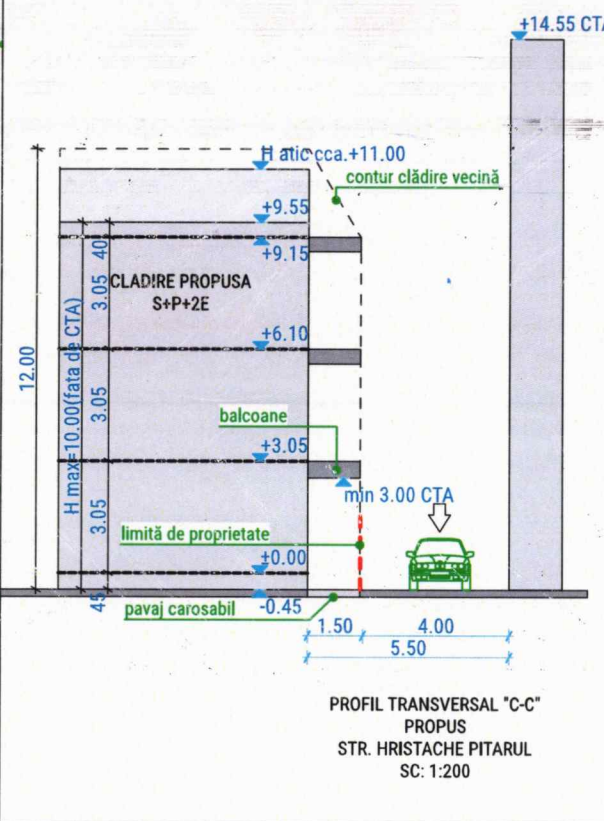 +14.55 CTA
H atic cca.+11.00
contur clădire vecină
+9.55
+9.15
40
CLADIRE PROPUSA
S+P+2E
3.05
+6.10
12.00
H max=10.00(fata de CTA)
3.05
balcoane
+3.05
min 3.00 CTA
3.05
limită de proprietate
±0.00
45
pavaj carosabil
-0.45
1.50
4.00
5.50
PROFIL TRANSVERSAL "C-C"
PROPUS
STR. HRISTACHE PITARUL
SC: 1:200